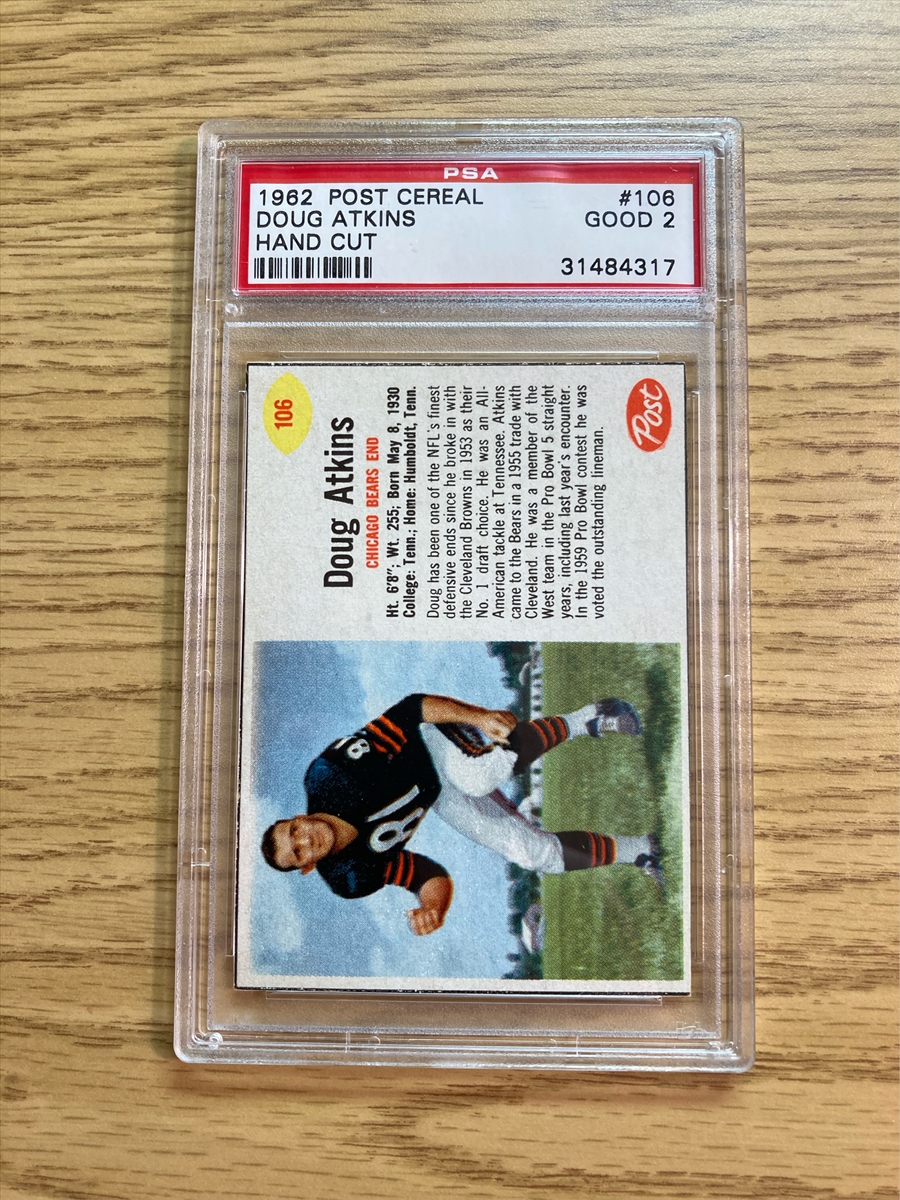 PSA
1962 POST CEREAL #106
DOUG ATKINS GOOD 2
HAND CUT
31484317
106
Doug Atkins
CHICAGO BEARS END
Ht. 6'8"; Wt. 255; Born May 8, 1930
College: Tenn.; Home: Humboldt, Tenn.
Doug has been one of the NFL's finest
defensive ends since he broke in with
the Cleveland Browns in 1953 as their
No. 1 draft choice. He was an All-
American tackle at Tennessee. Atkins
came to the Bears in a 1955 trade with
Cleveland. He was a member of the
West team in the Pro Bowl 5 straight
years, including last year's encounter.
In the 1959 Pro Bowl contest he was
voted the outstanding lineman.
Post
81
81